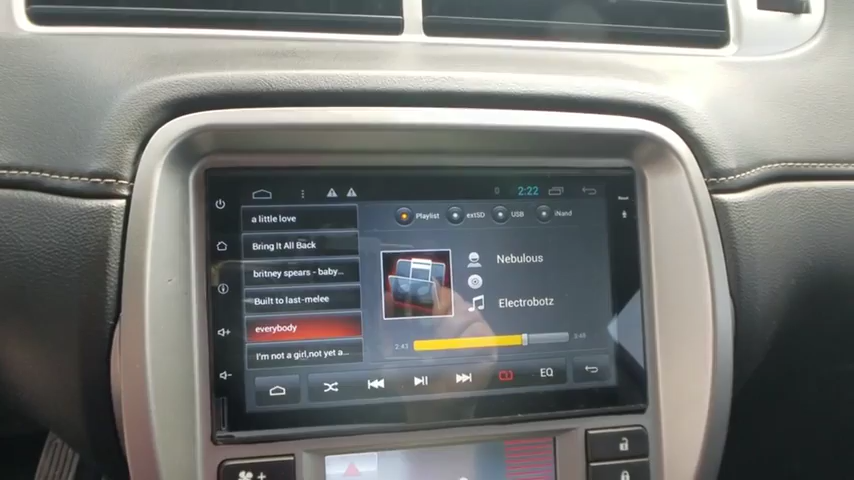 2:22
a little love
Bring It All Back
britney spears - baby...
Built to last-melee
everybody
I'm not a girl,not yet a...
Playlist
extSD
USB
iNand
Nebulous
Electrobotz
2:43
3:48
EQ